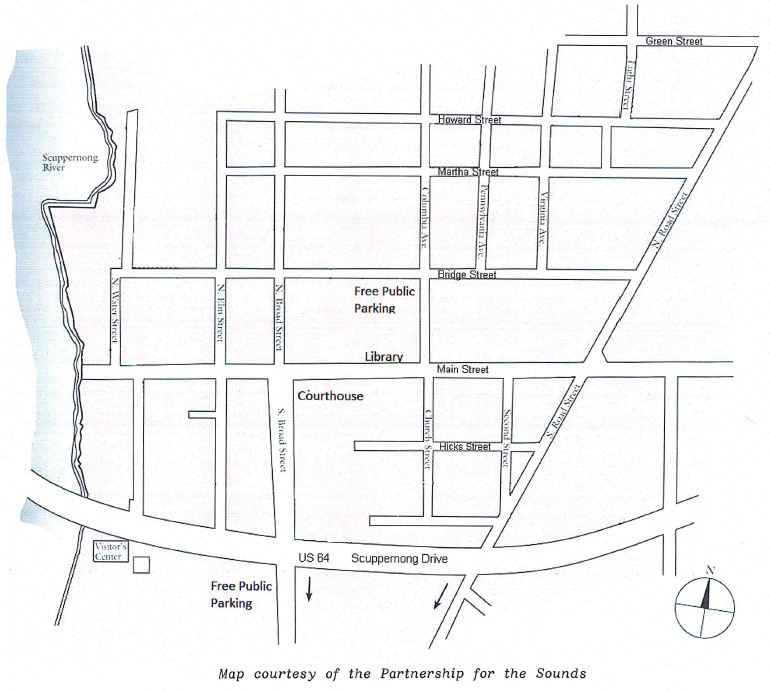 Green Street
Light Street
Howard Street
Scuppernong
River
Martha Street
Columbia Ave.
Pennslvania Ave.
Virginia Ave.
N. Road Street
Bridge Street
N. Water Street
N. Elm Street
N. Broad Street
Free Public
Parking
Library
Main Street
Courthouse
S. Broad Street
Church Street
Second Street
S. Road Street
Hicks Street
Visitor's
Center
US 64 Scuppernong Drive
Free Public
Parking
N
Map courtesy of the Partnership for the Sounds